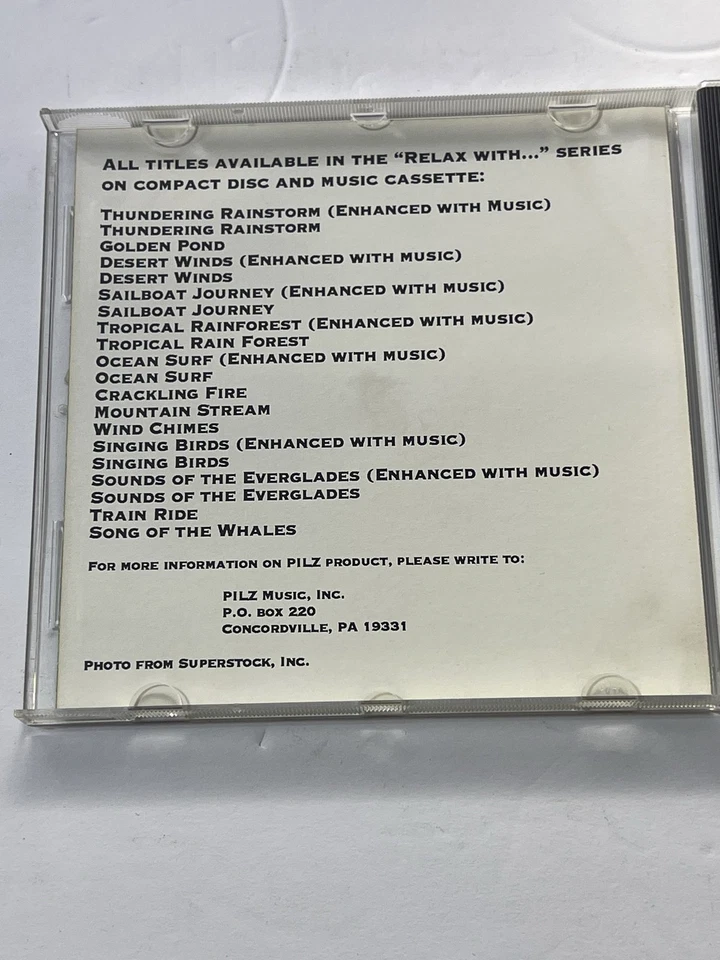 All titles available in the "Relax with..." series
on compact disc and music cassette:
Thundering Rainstorm (Enhanced with Music)
Thundering Rainstorm
Golden Pond
Desert Winds (Enhanced with music)
Desert Winds
Sailboat Journey (Enhanced with music)
Sailboat Journey
Tropical Rainforest (Enhanced with music)
Tropical Rain Forest
Ocean Surf (Enhanced with music)
Ocean Surf
Crackling Fire
Mountain Stream
Wind Chimes
Singing Birds (Enhanced with music)
Singing Birds
Sounds of the Everglades (Enhanced with music)
Sounds of the Everglades
Train Ride
Song of the Whales
For more information on PILZ product, please write to:
PILZ Music, Inc.
P.O. box 220
Concordville, PA 19331
Photo from Superstock, Inc.